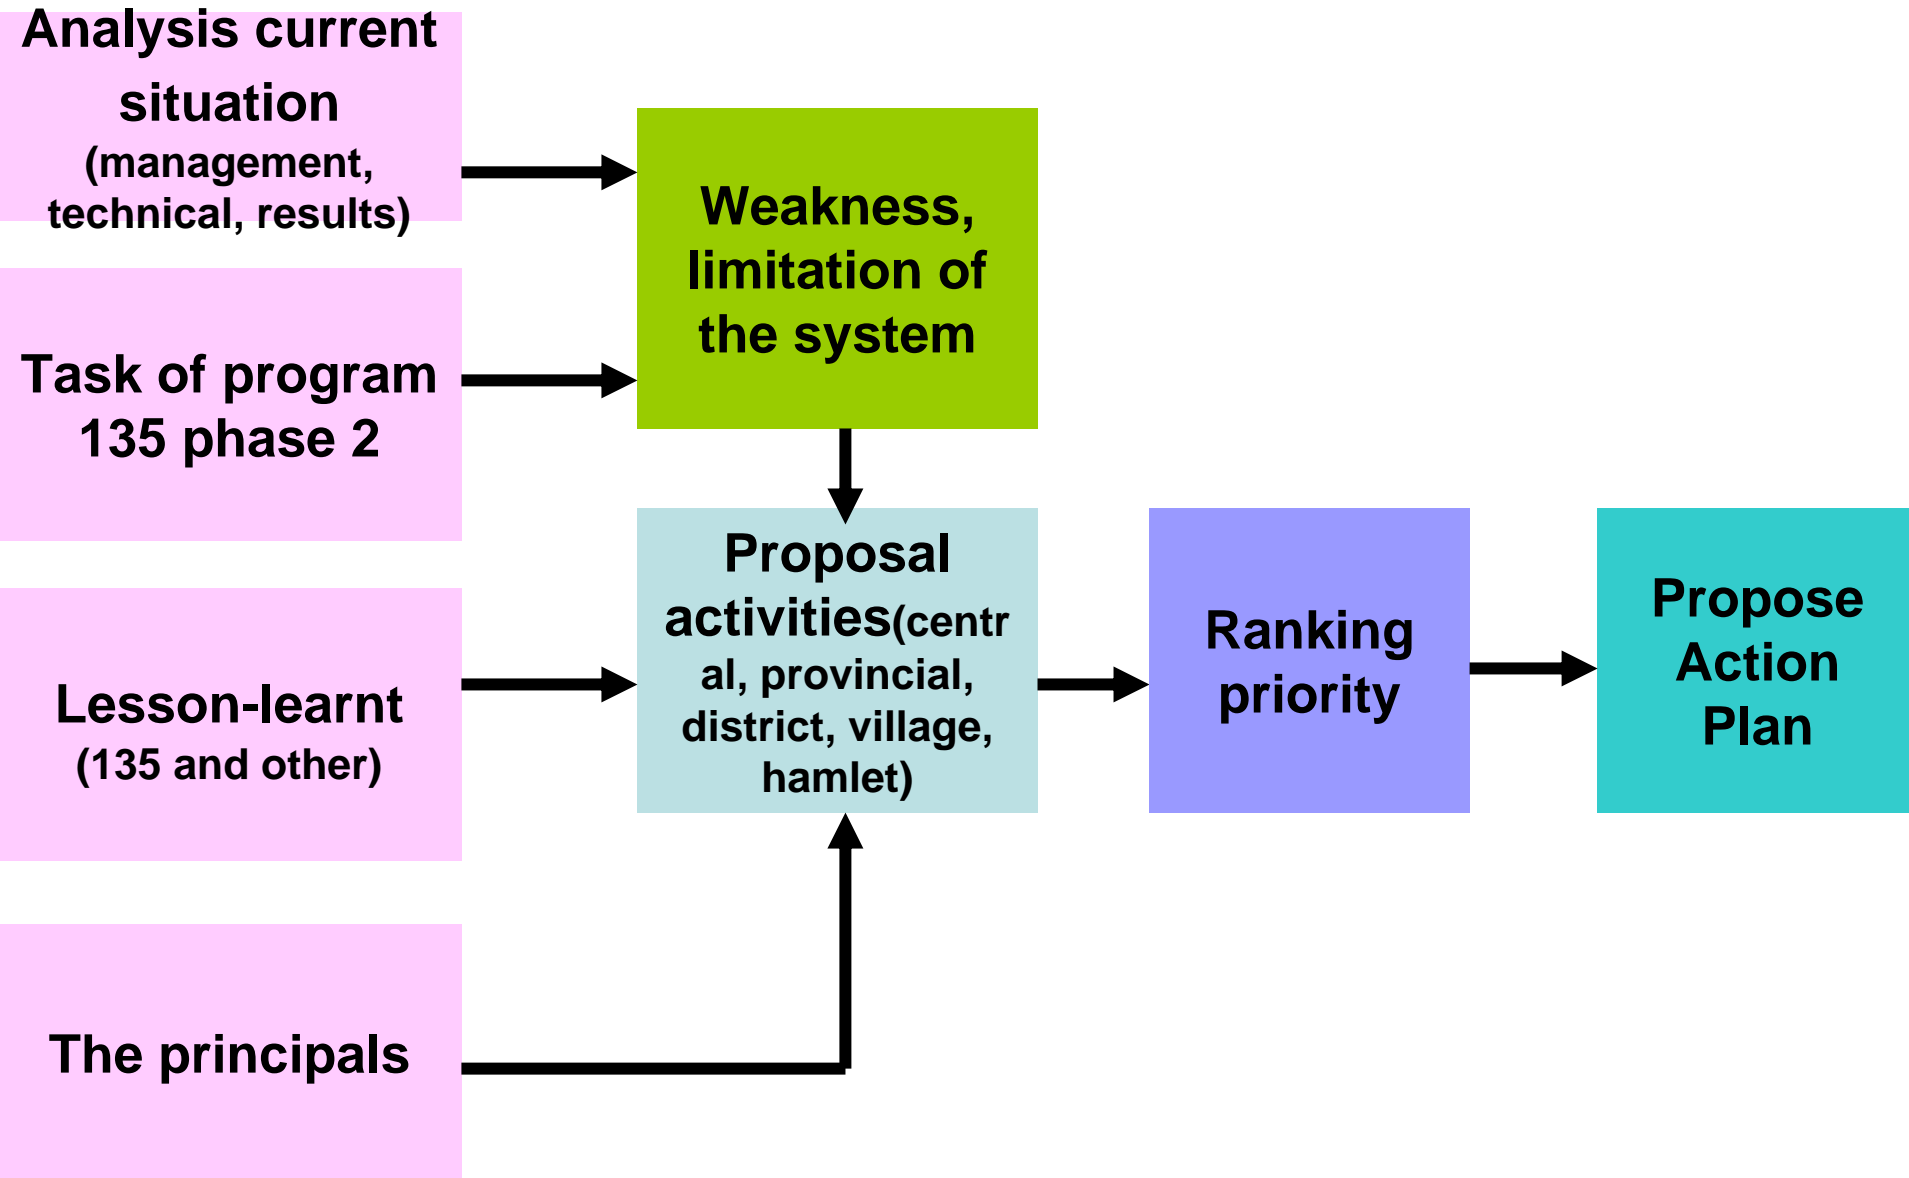 Analysis current
situation
(management,
technical, results)
Task of program
135 phase 2
Lesson-learnt
(135 and other)
The principals
Weakness,
limitation of
the system
Proposal
activities(centr
al, provincial,
district, village,
hamlet)
Ranking
priority
Propose
Action
Plan